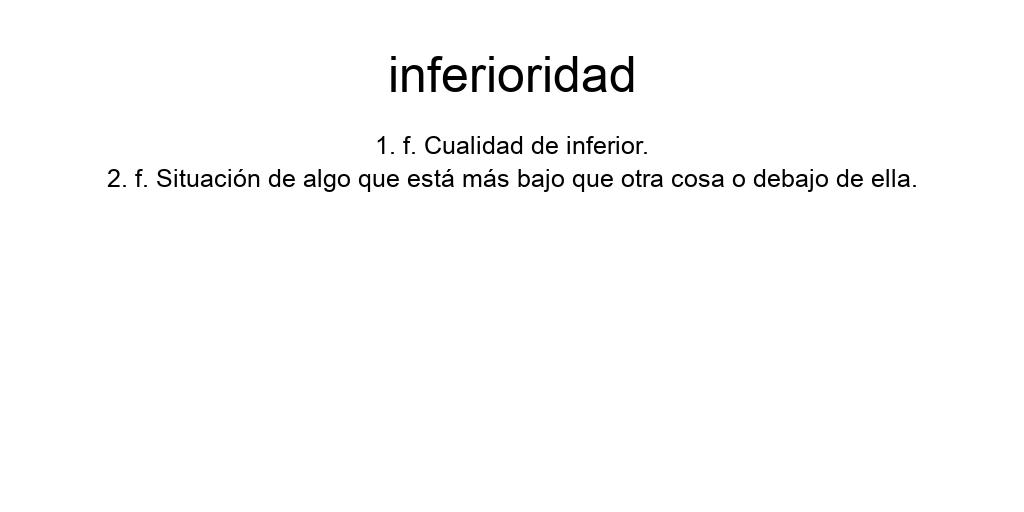 inferioridad
1. f. Cualidad de inferior.
2. f. Situación de algo que está más bajo que otra cosa o debajo de ella.